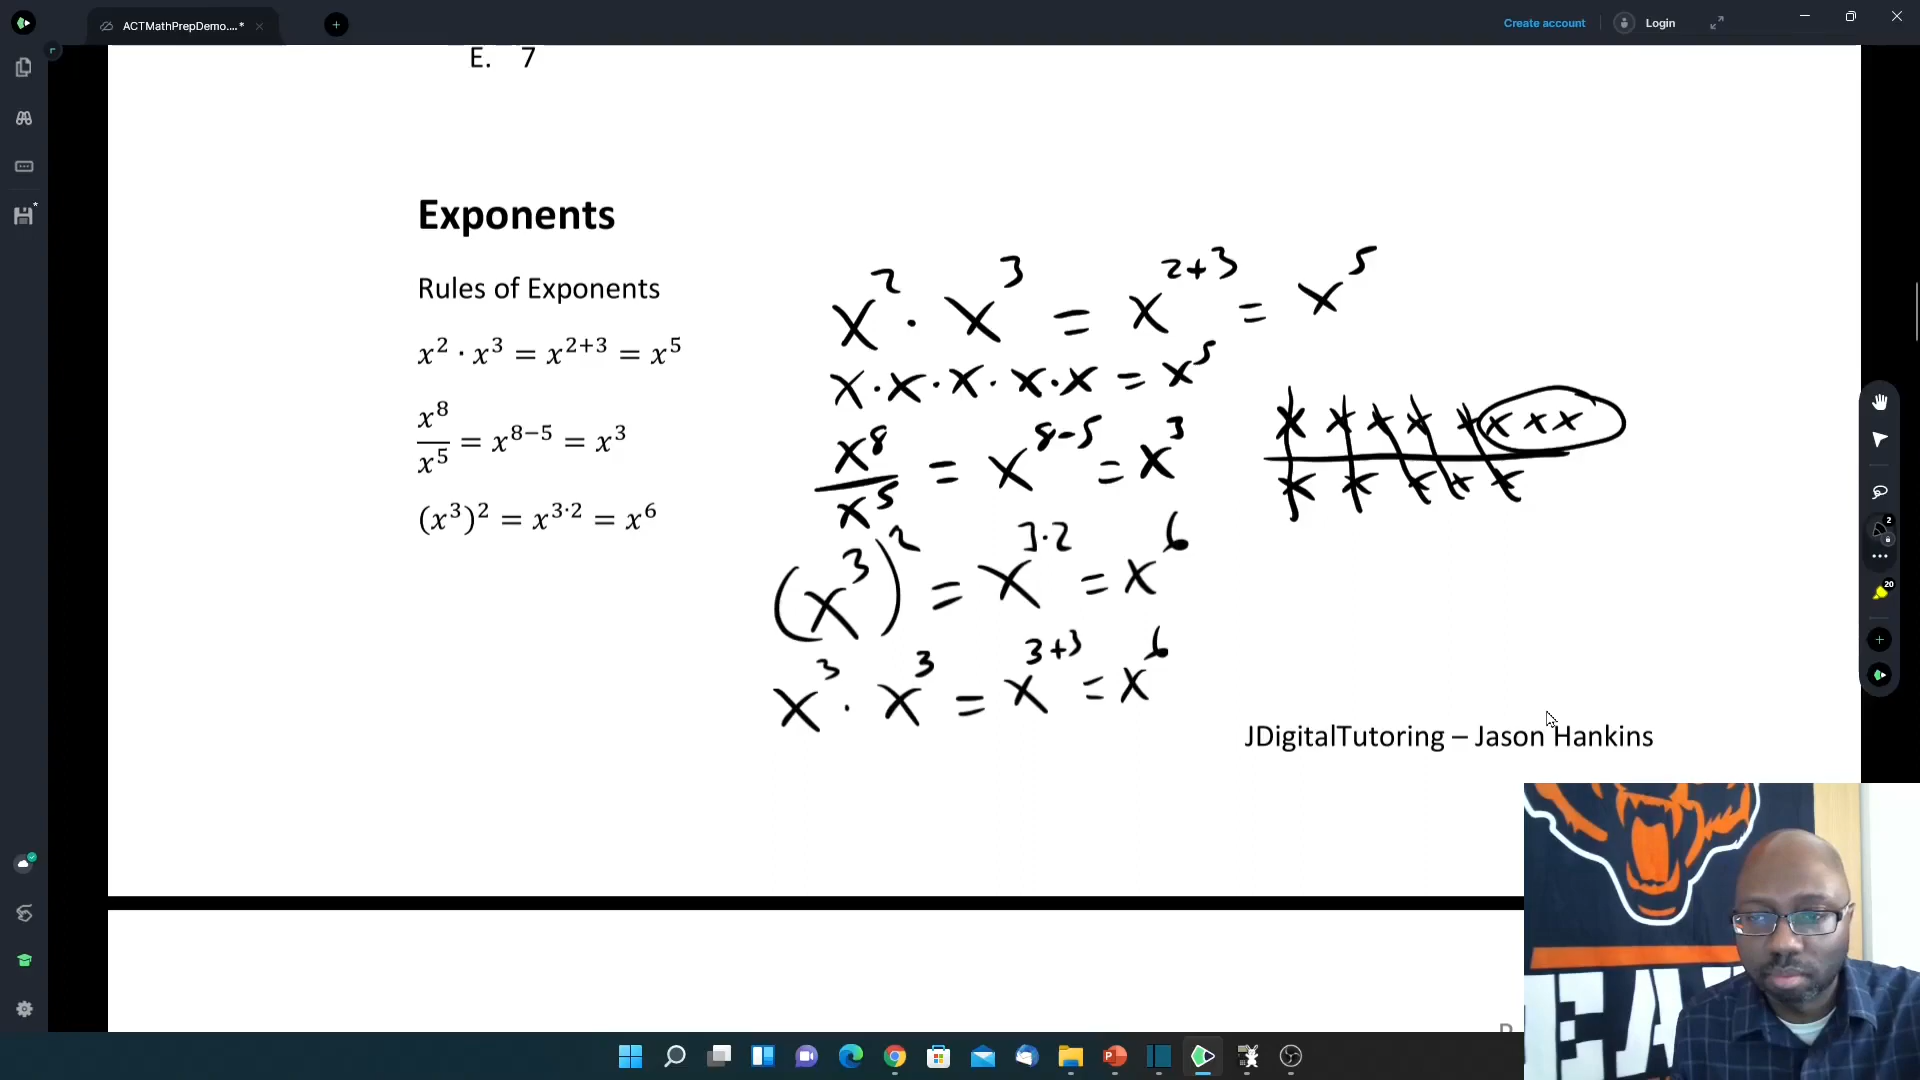 ACTMathPrepDemo....*
Create account
Login
E. 7
Exponents
Rules of Exponents
x² · x³ = x²⁺³ = x⁵
x⁸/x⁵ = x⁸⁻⁵ = x³
(x³)² = x³·² = x⁶
x² · x³ = x²⁺³ = x⁵
x · x · x · x · x = x⁵
x⁸/x⁵ = x⁸⁻⁵ = x³
x x x x x x x x
x x x x x
(x³)² = x³·² = x⁶
x³ · x³ = x³⁺³ = x⁶
2
20
JDigitalTutoring – Jason Hankins